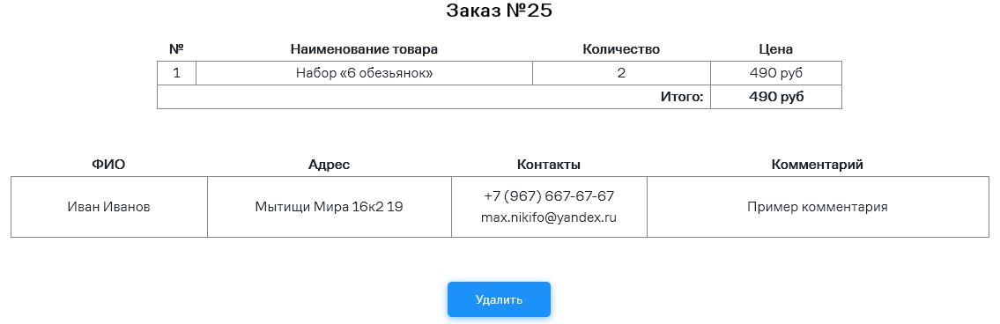 Заказ №25
№ Наименование товара Количество Цена
1 Набор «6 обезьянок» 2 490 руб
Итого: 490 руб
ФИО Адрес Контакты Комментарий
Иван Иванов Мытищи Мира 16к2 19 +7 (967) 667-67-67 Пример комментария
max.nikifo@yandex.ru
Удалить